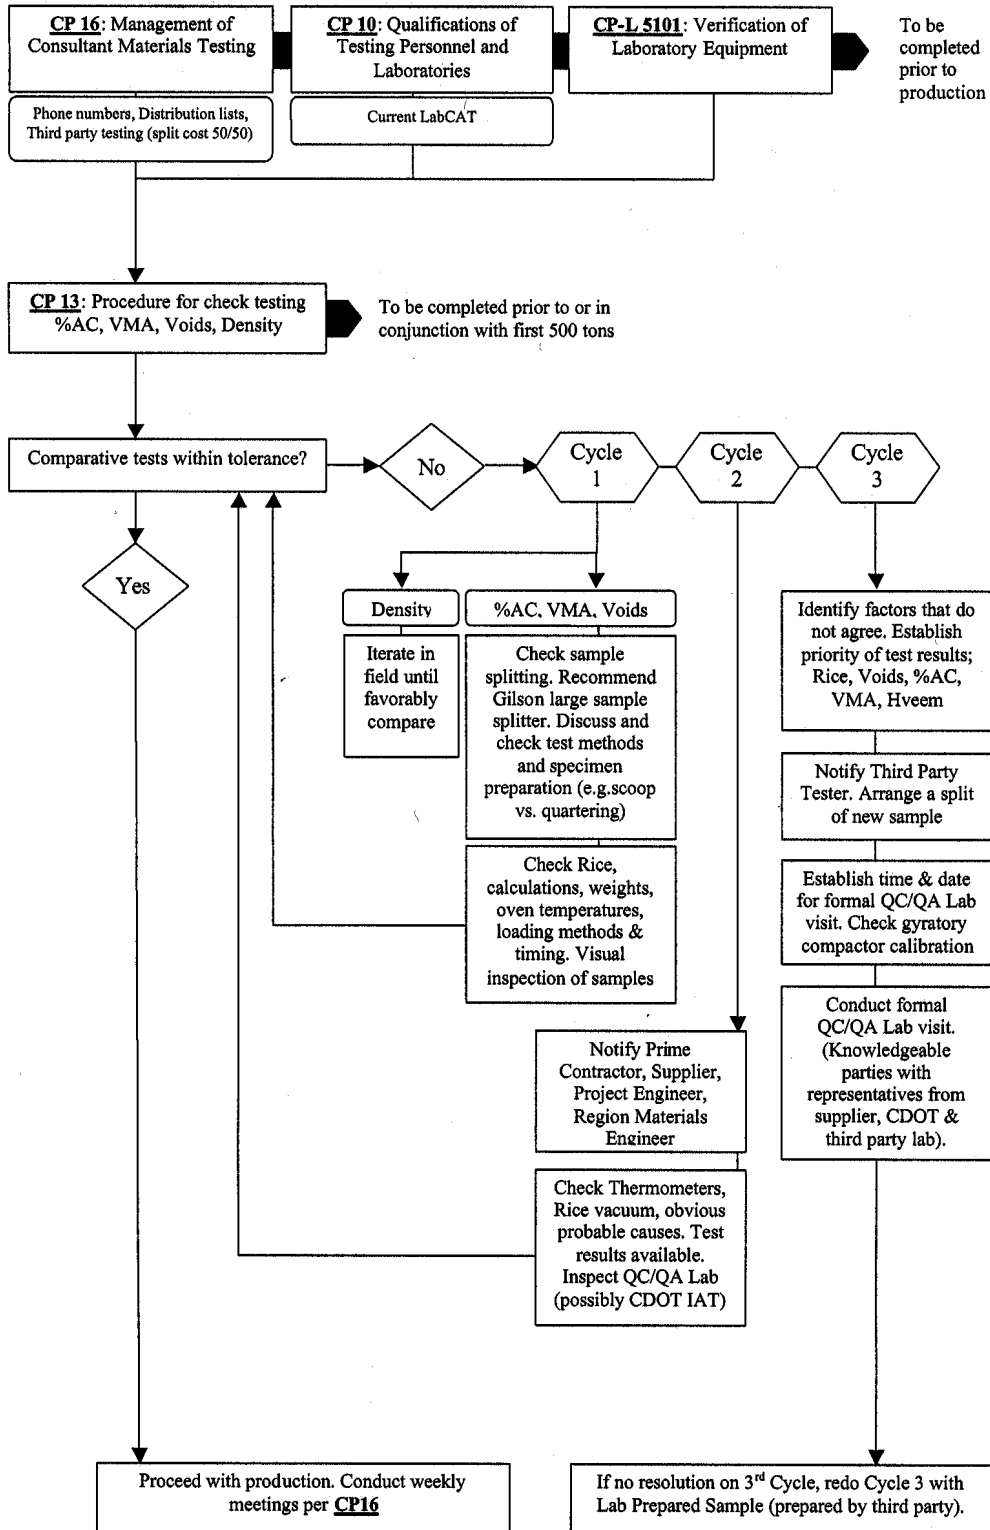 CP 16: Management of
Consultant Materials Testing
Phone numbers, Distribution lists,
Third party testing (split cost 50/50)
CP 10: Qualifications of
Testing Personnel and
Laboratories
Current LabCAT
CP-L 5101: Verification of
Laboratory Equipment
To be
completed
prior to
production
CP 13: Procedure for check testing
%AC, VMA, Voids, Density
To be completed prior to or in
conjunction with first 500 tons
Comparative tests within tolerance?
No
Cycle
1
Cycle
2
Cycle
3
Yes
Density
Iterate in
field until
favorably
compare
%AC, VMA, Voids
Check sample
splitting. Recommend
Gilson large sample
splitter. Discuss and
check test methods
and specimen
preparation (e.g.scoop
vs. quartering)
Check Rice,
calculations, weights,
oven temperatures,
loading methods &
timing. Visual
inspection of samples
Notify Prime
Contractor, Supplier,
Project Engineer,
Region Materials
Engineer
Check Thermometers,
Rice vacuum, obvious
probable causes. Test
results available.
Inspect QC/QA Lab
(possibly CDOT IAT)
Identify factors that do
not agree. Establish
priority of test results;
Rice, Voids, %AC,
VMA, Hveem
Notify Third Party
Tester. Arrange a split
of new sample
Establish time & date
for formal QC/QA Lab
visit. Check gyratory
compactor calibration
Conduct formal
QC/QA Lab visit.
(Knowledgeable
parties with
representatives from
supplier, CDOT &
third party lab).
Proceed with production. Conduct weekly
meetings per CP16
If no resolution on 3rd Cycle, redo Cycle 3 with
Lab Prepared Sample (prepared by third party).